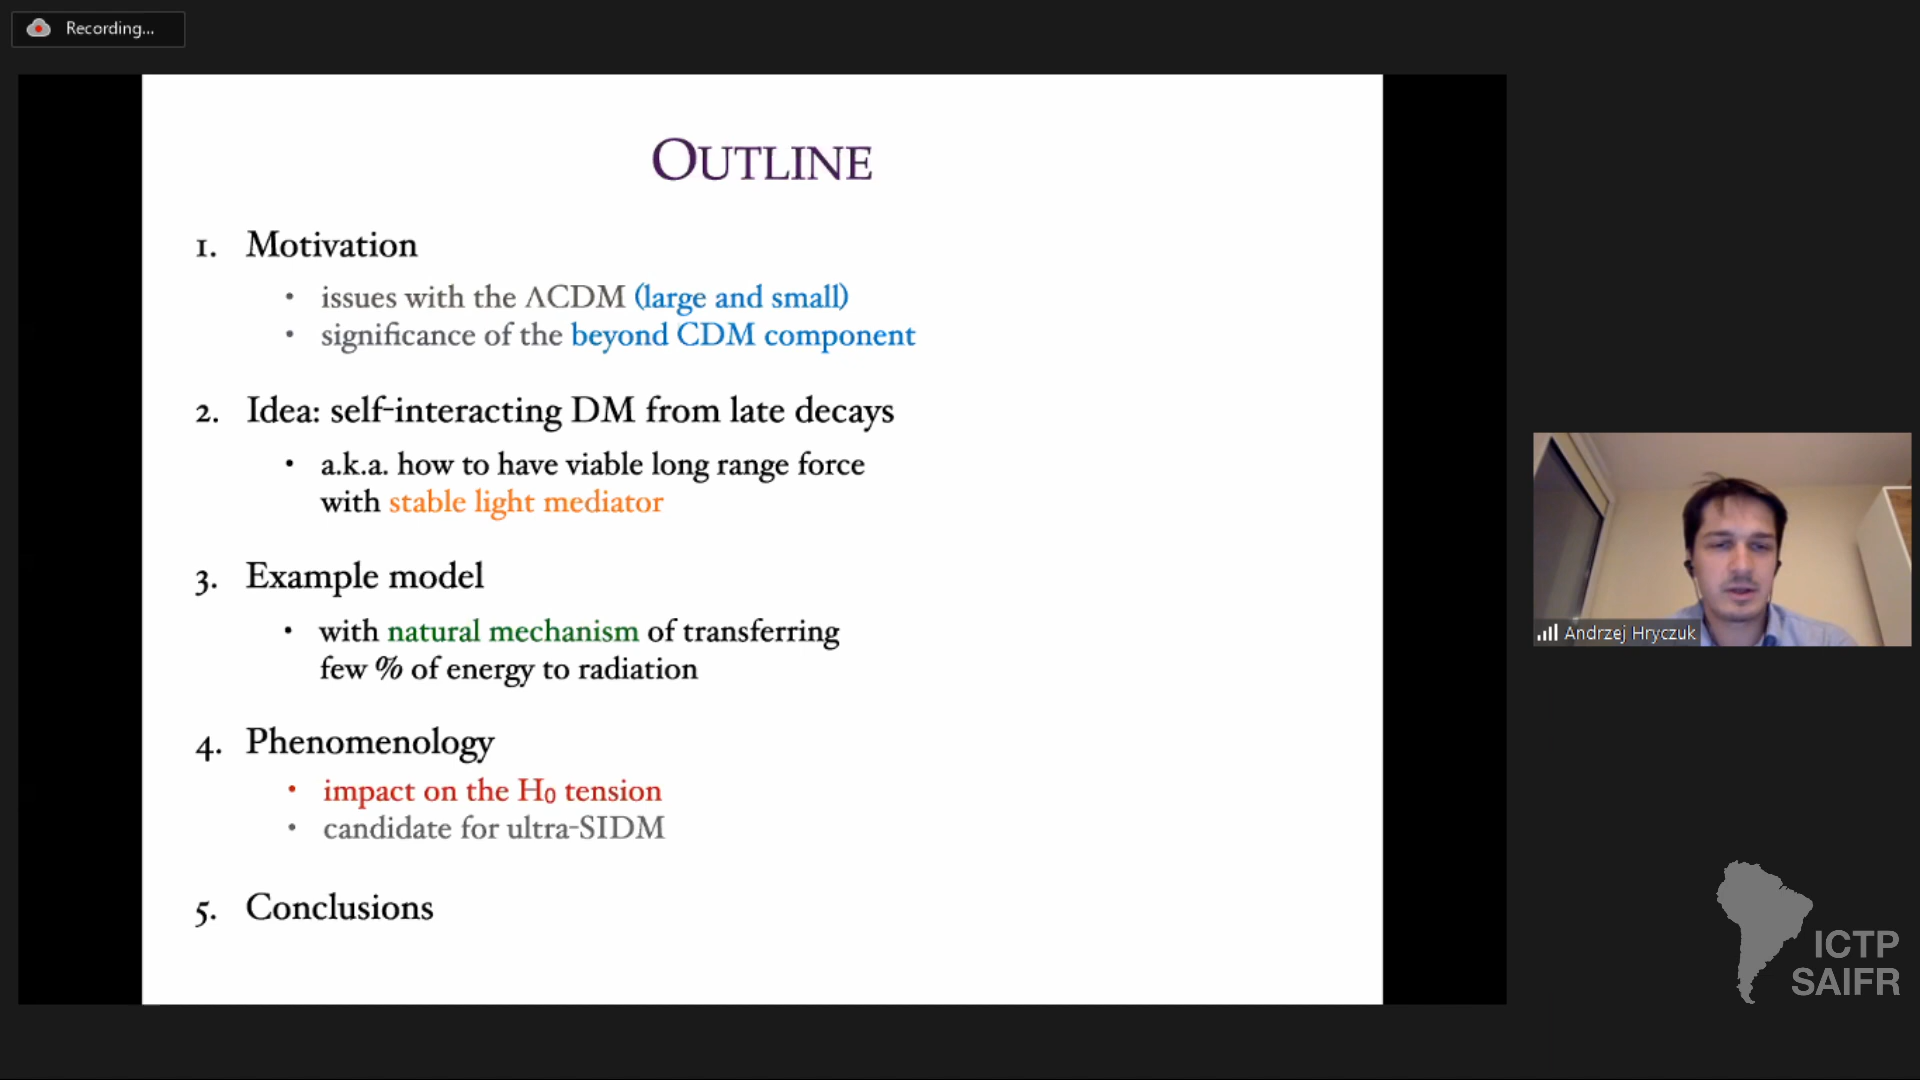 Recording...
OUTLINE
1. Motivation
• issues with the ΛCDM (large and small)
• significance of the beyond CDM component
2. Idea: self-interacting DM from late decays
• a.k.a. how to have viable long range force
with stable light mediator
3. Example model
• with natural mechanism of transferring
few % of energy to radiation
4. Phenomenology
• impact on the H₀ tension
• candidate for ultra-SIDM
5. Conclusions
Andrzej Hryczuk
ICTP
SAIFR